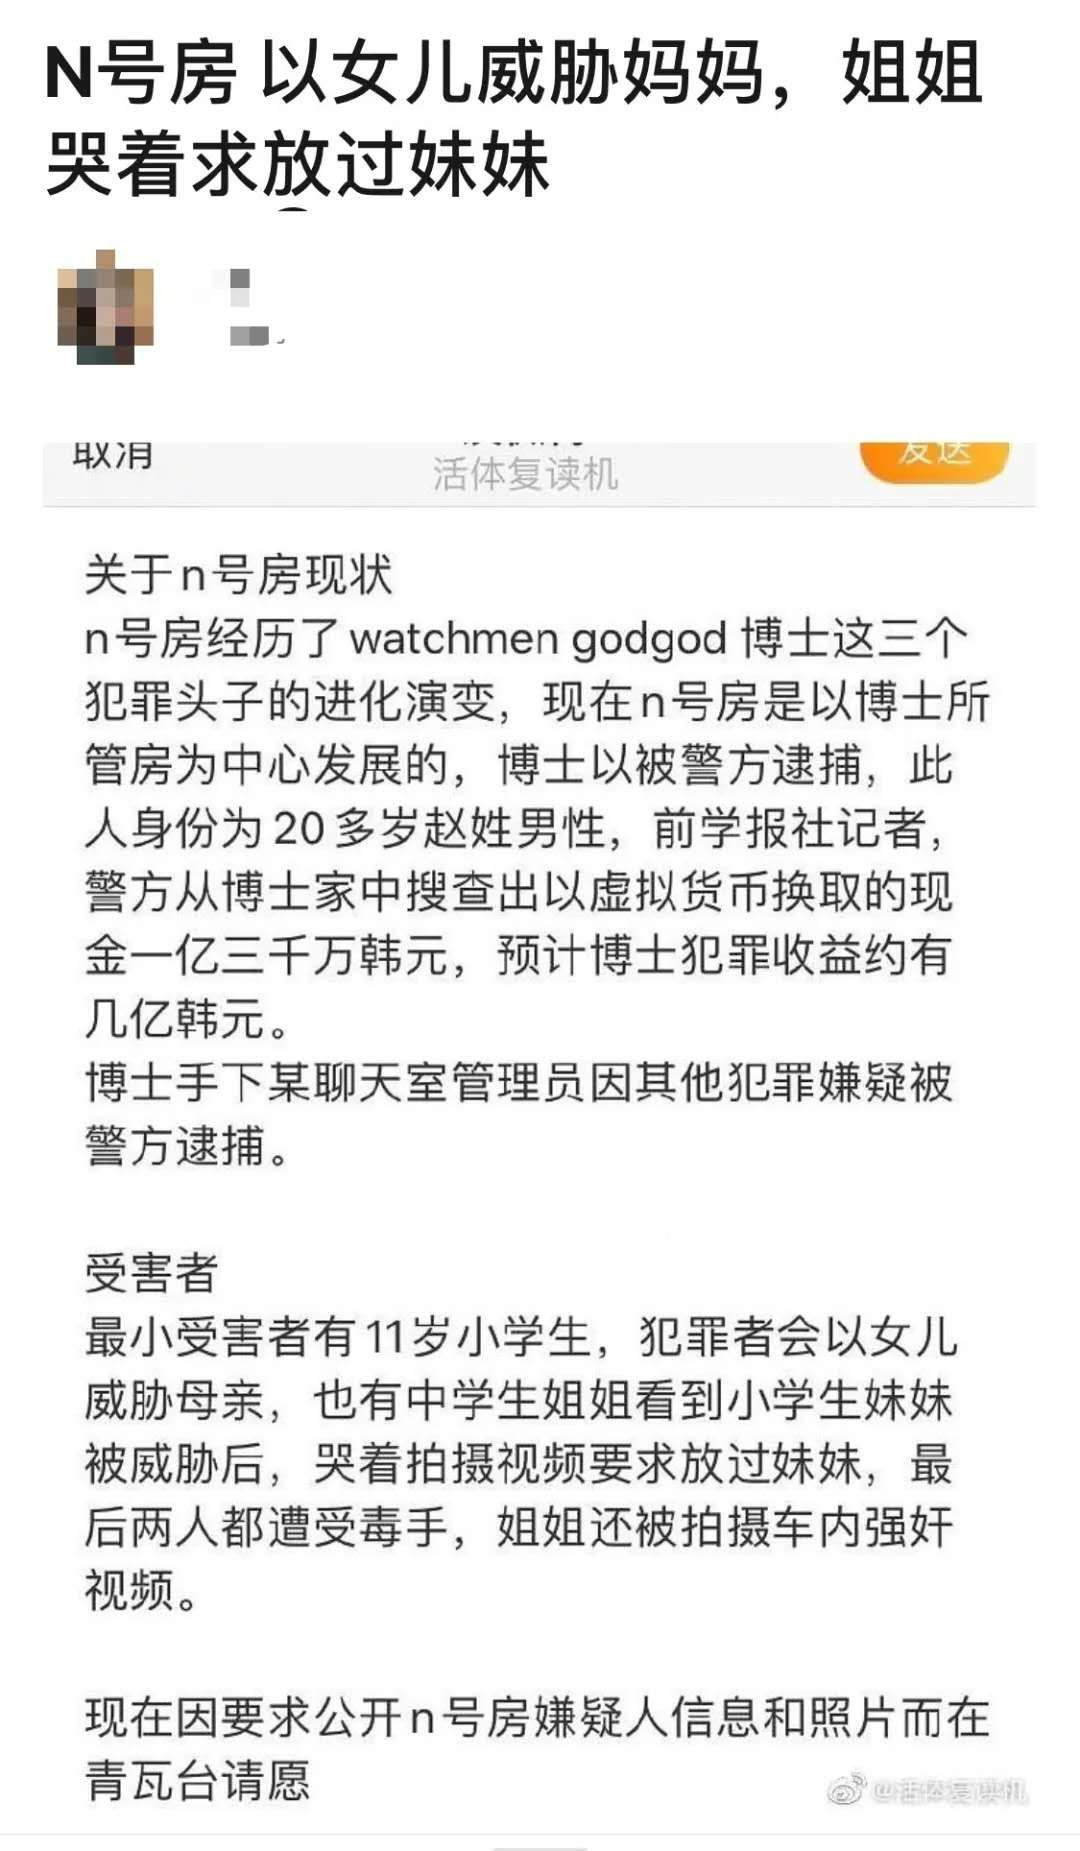 N号房 以女儿威胁妈妈，姐姐
哭着求放过妹妹
取消
活体复读机
发送
关于n号房现状
n号房经历了watchmen godgod 博士这三个
犯罪头子的进化演变，现在n号房是以博士所
管房为中心发展的，博士以被警方逮捕，此
人身份为20多岁赵姓男性，前学报社记者，
警方从博士家中搜查出以虚拟货币换取的现
金一亿三千万韩元，预计博士犯罪收益约有
几亿韩元。
博士手下某聊天室管理员因其他犯罪嫌疑被
警方逮捕。
受害者
最小受害者有11岁小学生，犯罪者会以女儿
威胁母亲，也有中学生姐姐看到小学生妹妹
被威胁后，哭着拍摄视频要求放过妹妹，最
后两人都遭受毒手，姐姐还被拍摄车内强奸
视频。
现在因要求公开n号房嫌疑人信息和照片而在
青瓦台请愿
@活体复读机